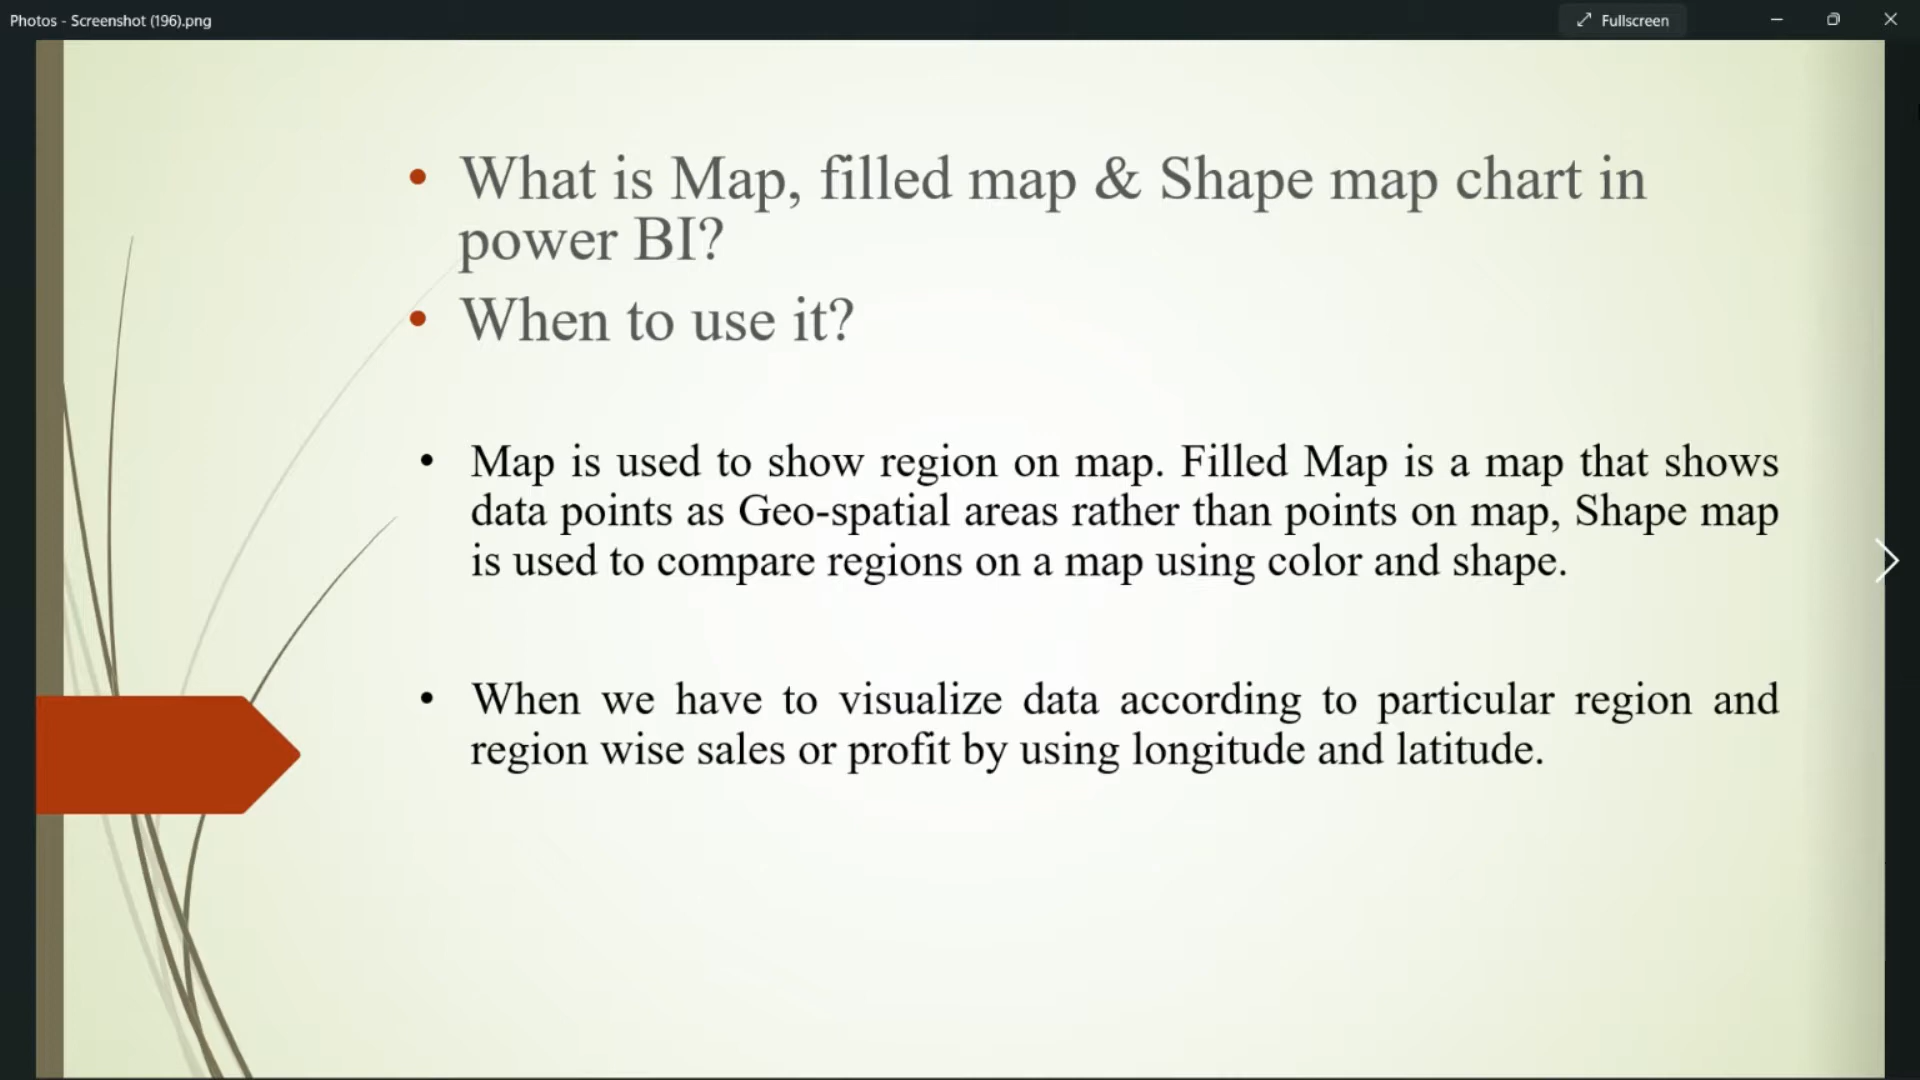 Photos - Screenshot (196).png
Fullscreen
• What is Map, filled map & Shape map chart in
power BI?
• When to use it?
• Map is used to show region on map. Filled Map is a map that shows
data points as Geo-spatial areas rather than points on map, Shape map
is used to compare regions on a map using color and shape.
• When we have to visualize data according to particular region and
region wise sales or profit by using longitude and latitude.